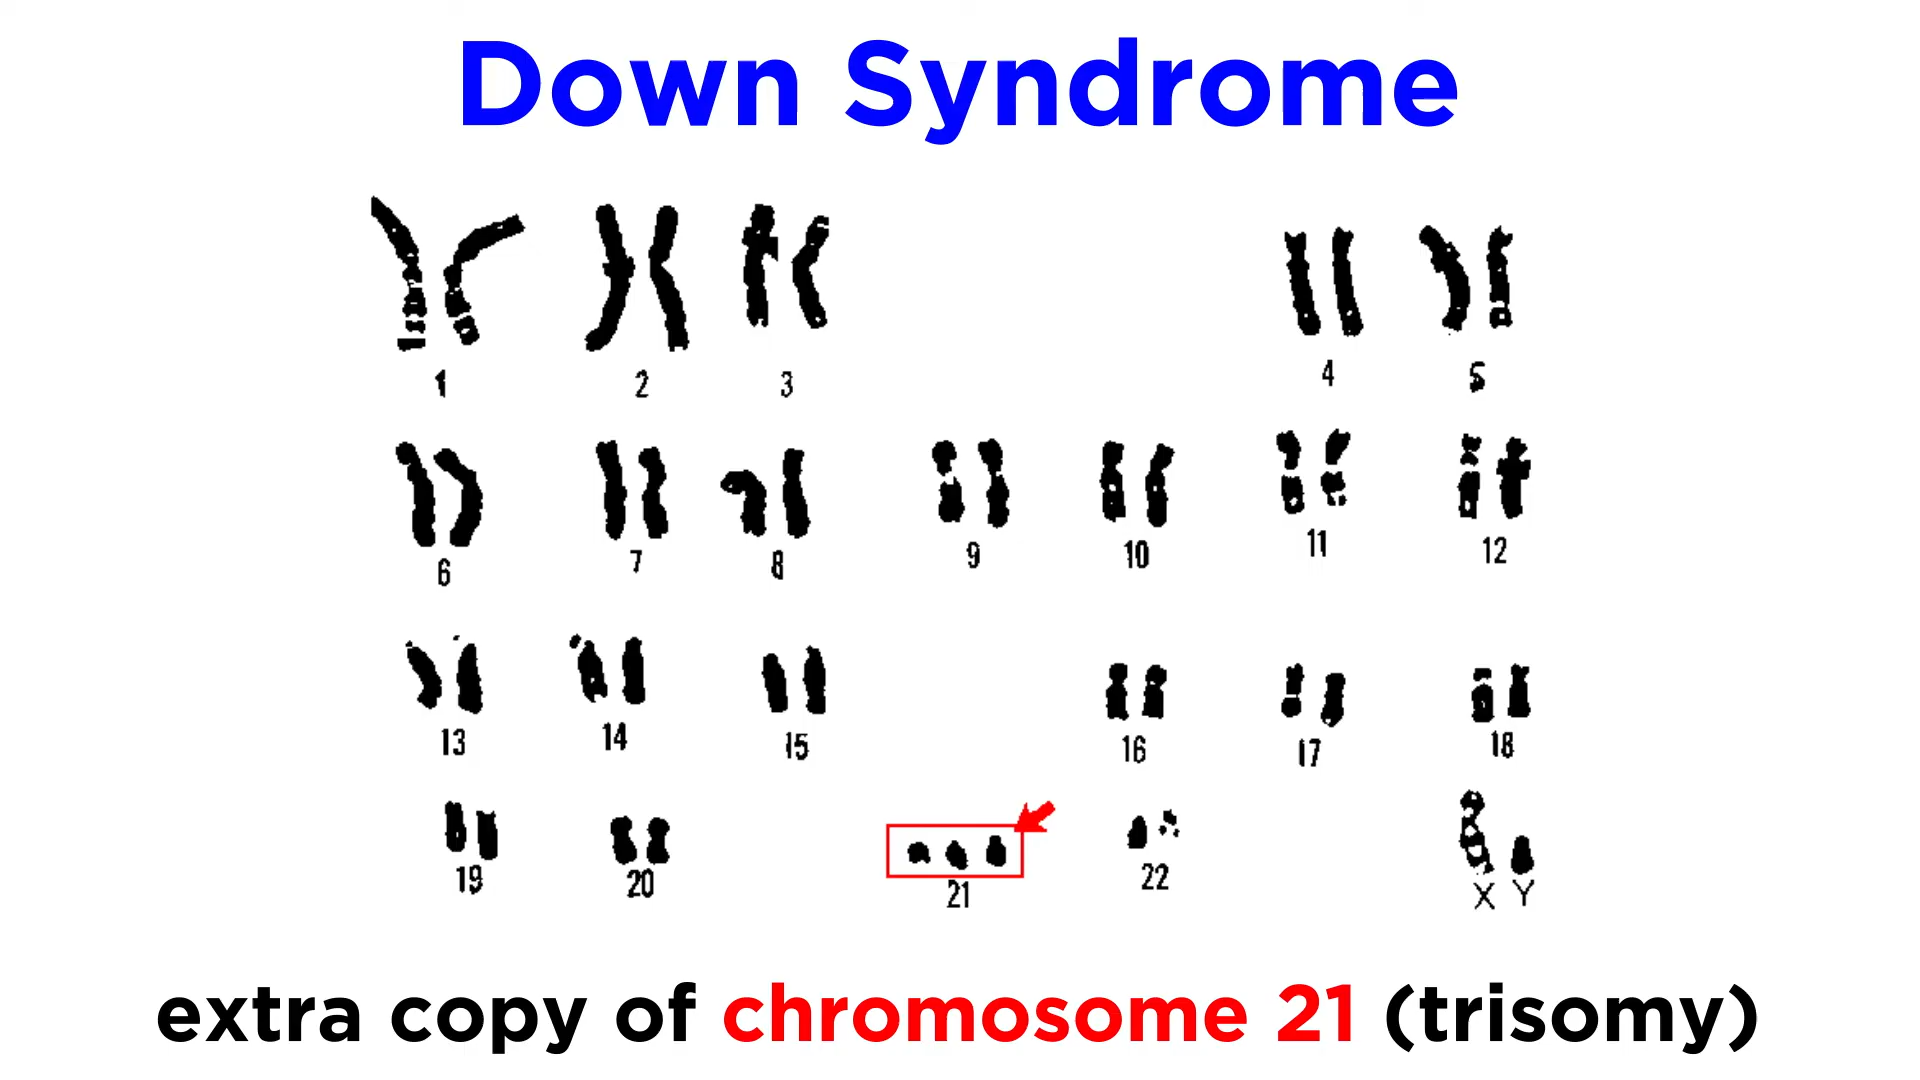 Down Syndrome
1 2 3 4 5
6 7 8 9 10 11 12
13 14 15 16 17 18
19 20 21 22 X Y
extra copy of chromosome 21 (trisomy)